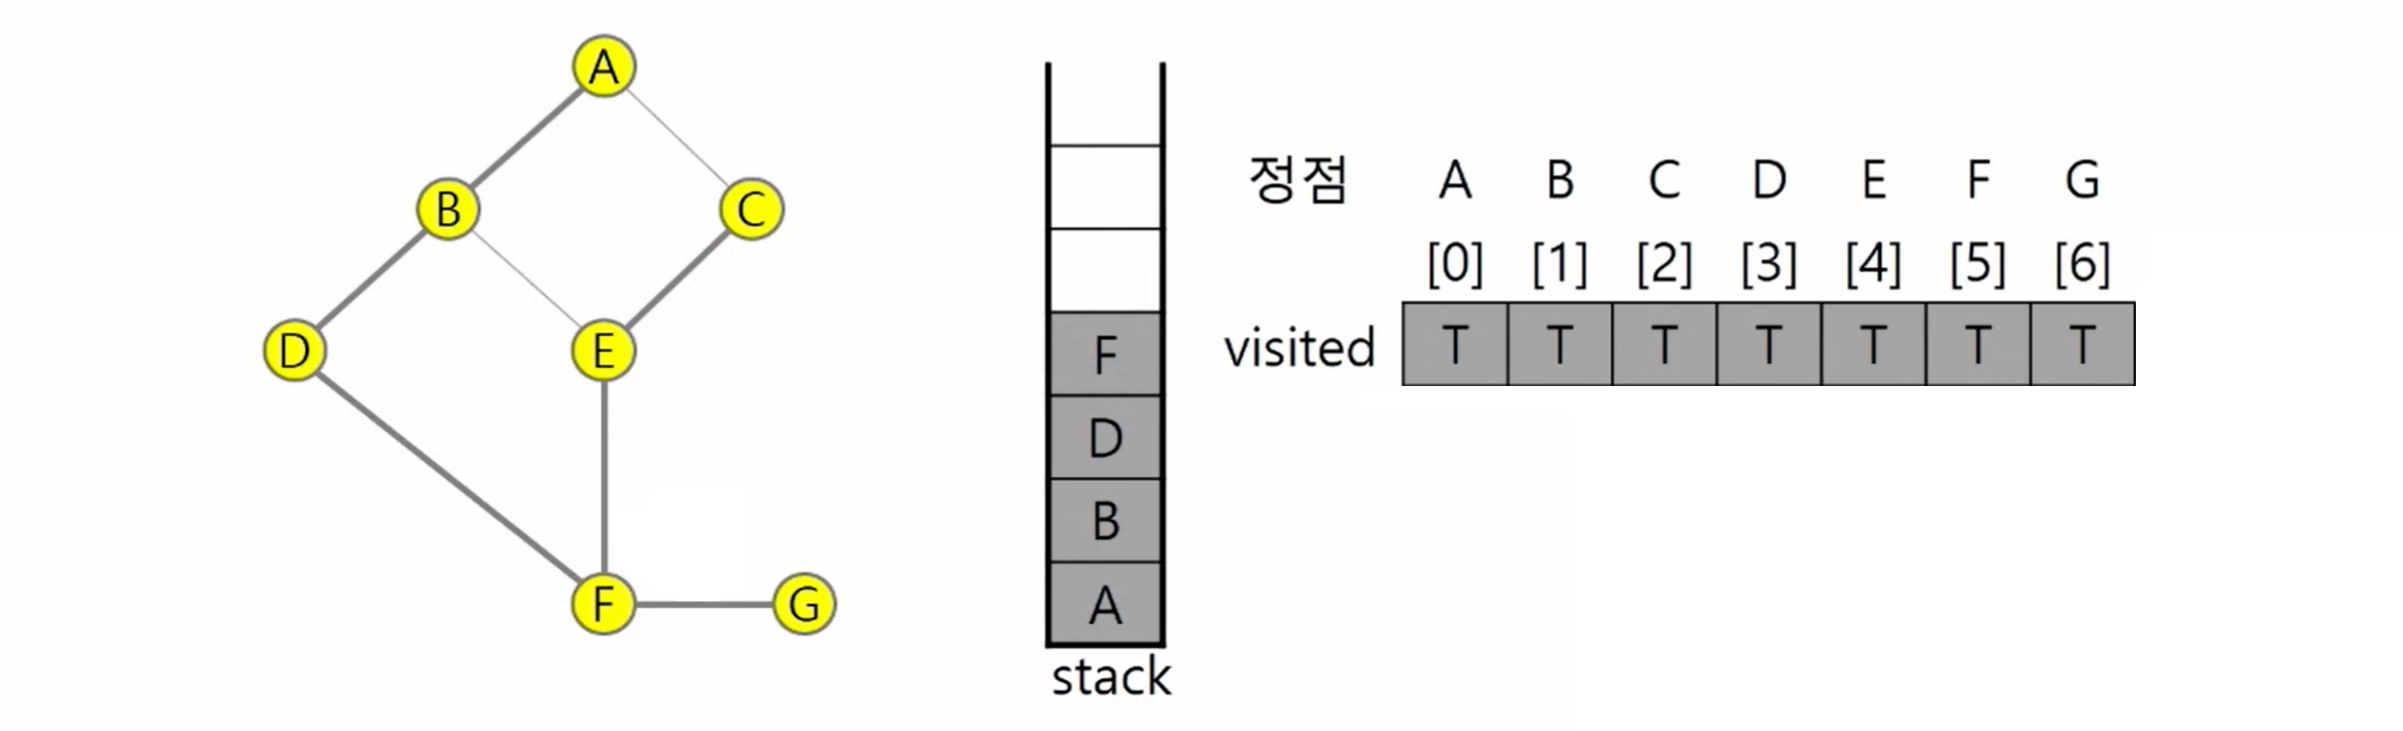 A
B
C
D
E
F
G
F
D
B
A
stack
정점 A B C D E F G
[0] [1] [2] [3] [4] [5] [6]
visited T T T T T T T